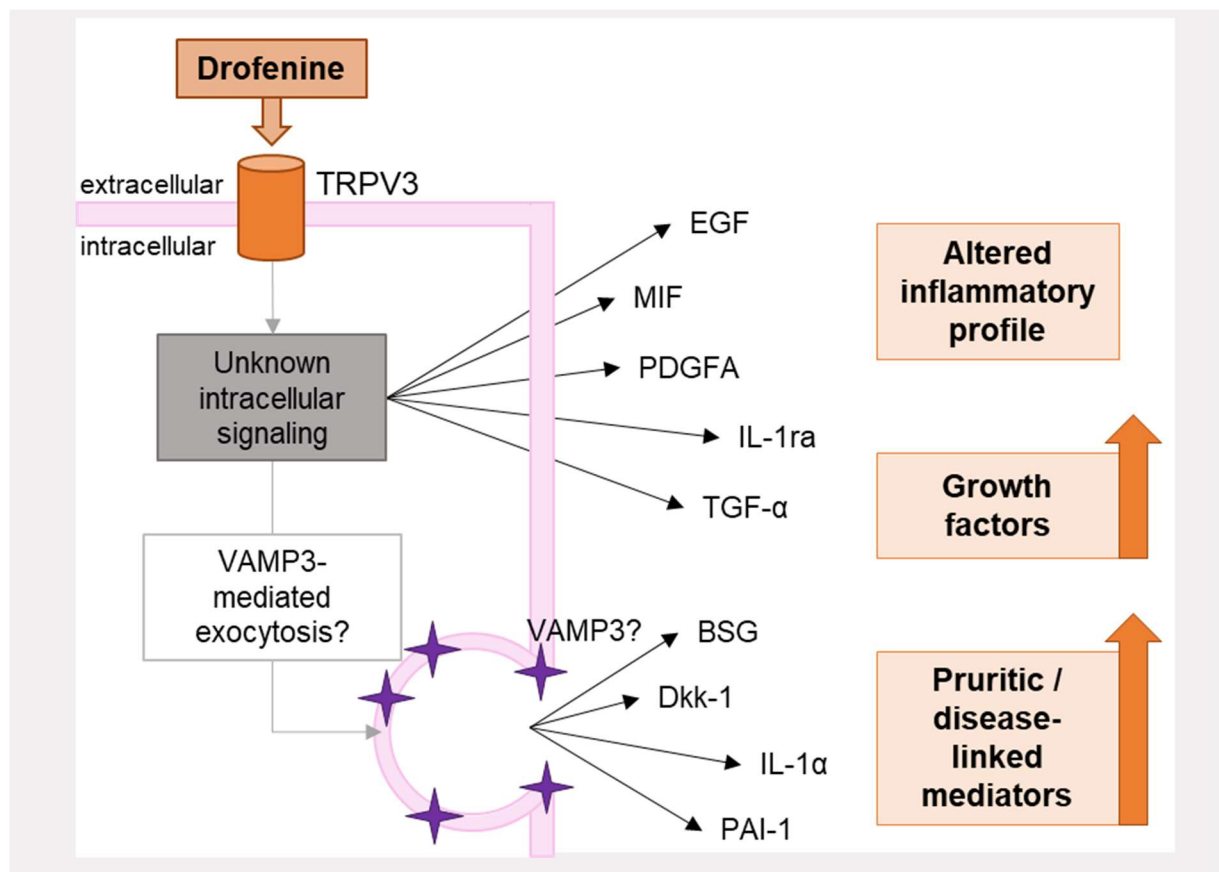 Drofenine
TRPV3
extracellular
intracellular
Unknown
intracellular
signaling
VAMP3-
mediated
exocytosis?
EGF
MIF
PDGFA
IL-1ra
TGF-α
VAMP3?
BSG
Dkk-1
IL-1α
PAI-1
Altered
inflammatory
profile
Growth
factors
Pruritic /
disease-
linked
mediators